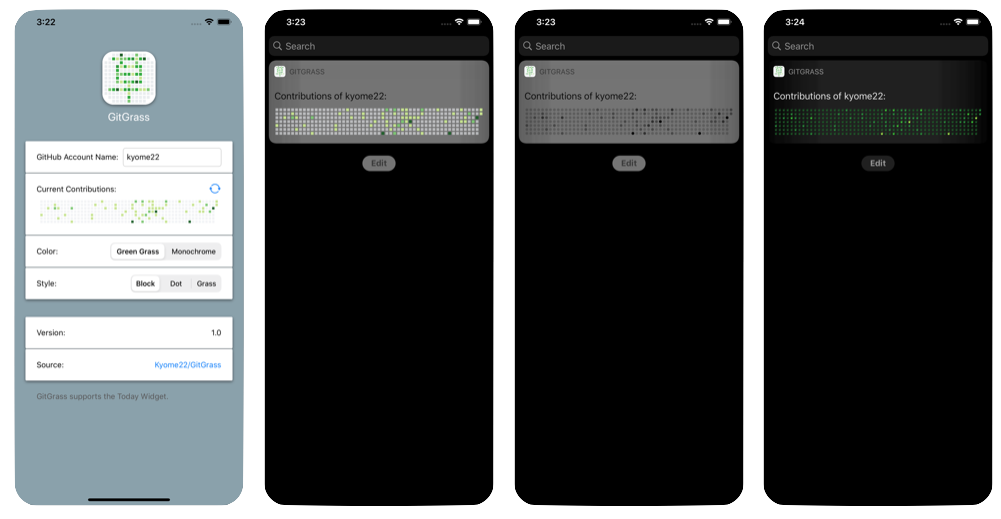 3:22
GitGrass
GitHub Account Name: kyome22
Current Contributions:
Color: Green Grass Monochrome
Style: Block Dot Grass
Version: 1.0
Source: Kyome22/GitGrass
GitGrass supports the Today Widget.
3:23
Search
GITGRASS
Contributions of kyome22:
Edit
3:23
Search
GITGRASS
Contributions of kyome22:
Edit
3:24
Search
GITGRASS
Contributions of kyome22:
Edit